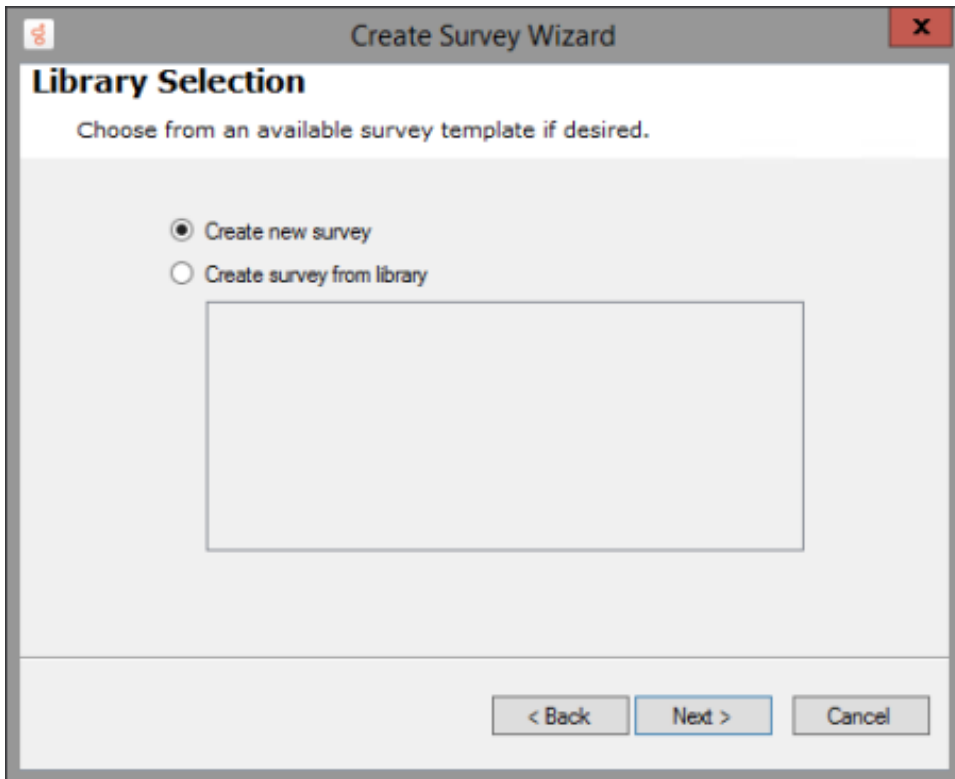 Create Survey Wizard
Library Selection
Choose from an available survey template if desired.
Create new survey
Create survey from library
< Back Next > Cancel